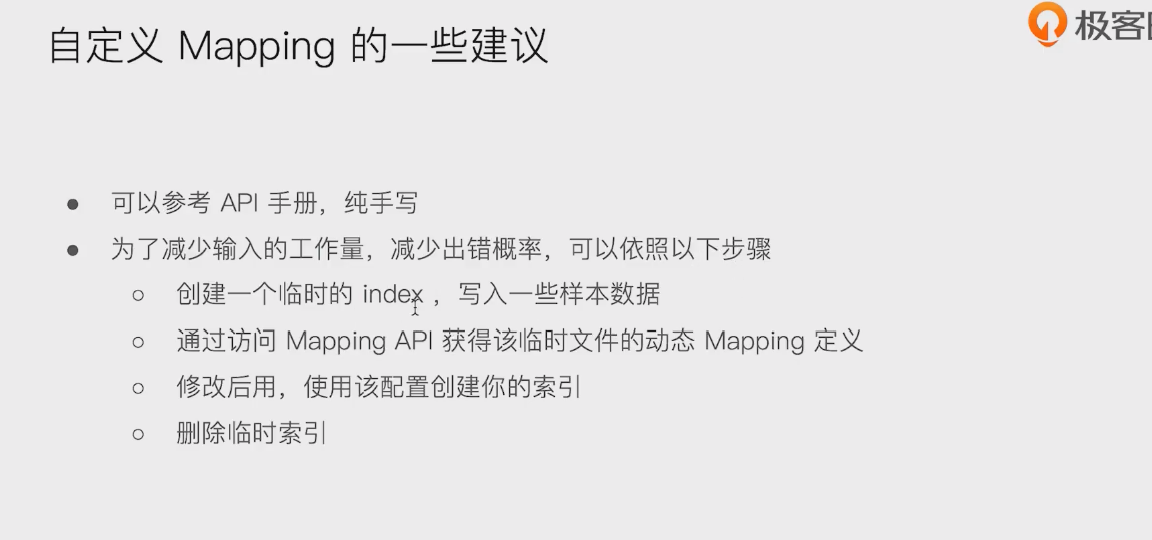 自定义 Mapping 的一些建议
极客
● 可以参考 API 手册，纯手写
● 为了减少输入的工作量，减少出错概率，可以依照以下步骤
○ 创建一个临时的 index ，写入一些样本数据
○ 通过访问 Mapping API 获得该临时文件的动态 Mapping 定义
○ 修改后用，使用该配置创建你的索引
○ 删除临时索引